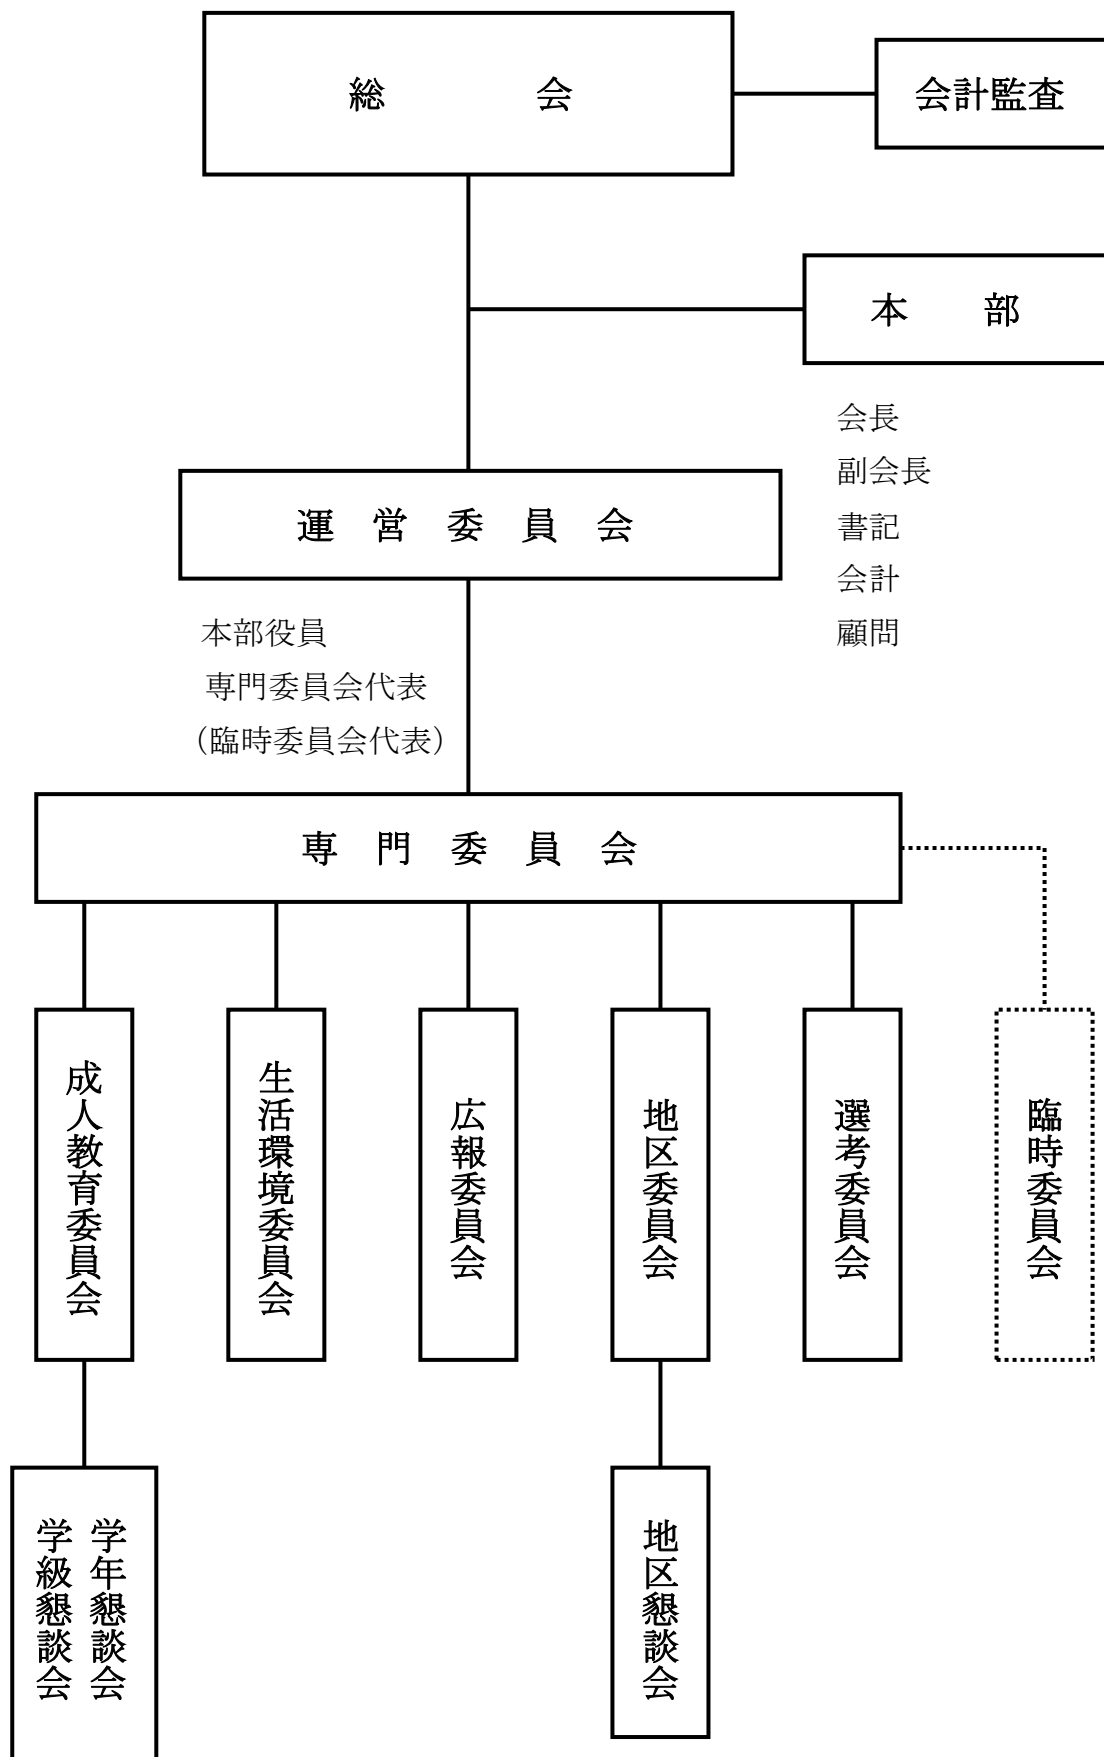 総　会
会計監査
本　部
会長
副会長
書記
会計
顧問
運営委員会
本部役員
専門委員会代表
（臨時委員会代表）
専門委員会
成人教育委員会
生活環境委員会
広報委員会
地区委員会
選考委員会
臨時委員会
学年懇談会
学級懇談会
地区懇談会